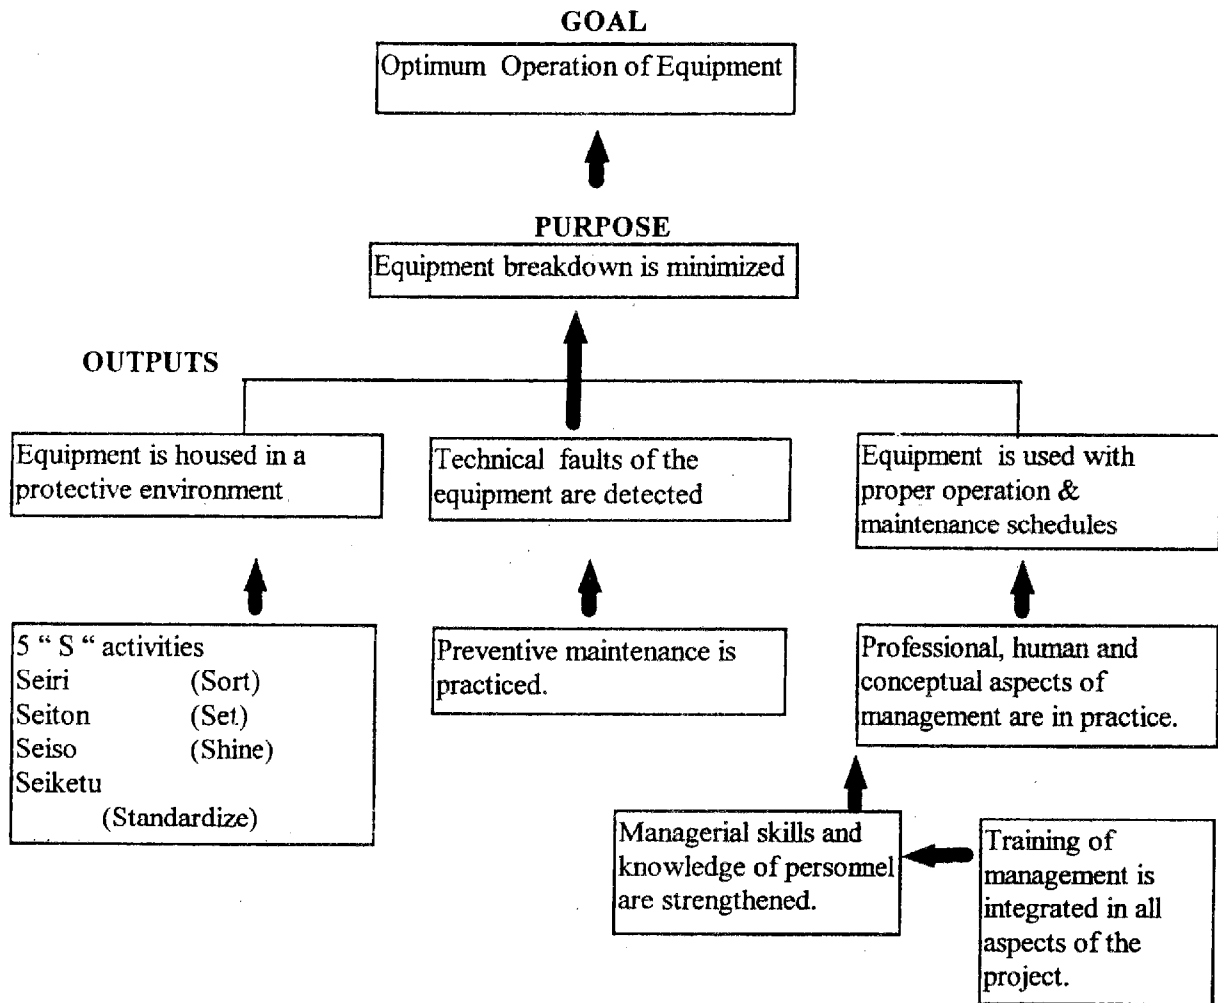 GOAL
Optimum Operation of Equipment
PURPOSE
Equipment breakdown is minimized
OUTPUTS
Equipment is housed in a
protective environment
Technical faults of the
equipment are detected
Equipment is used with
proper operation &
maintenance schedules
5 “ S “ activities
Seiri (Sort)
Seiton (Set)
Seiso (Shine)
Seiketu
(Standardize)
Preventive maintenance is
practiced.
Professional, human and
conceptual aspects of
management are in practice.
Managerial skills and
knowledge of personnel
are strengthened.
Training of
management is
integrated in all
aspects of the
project.